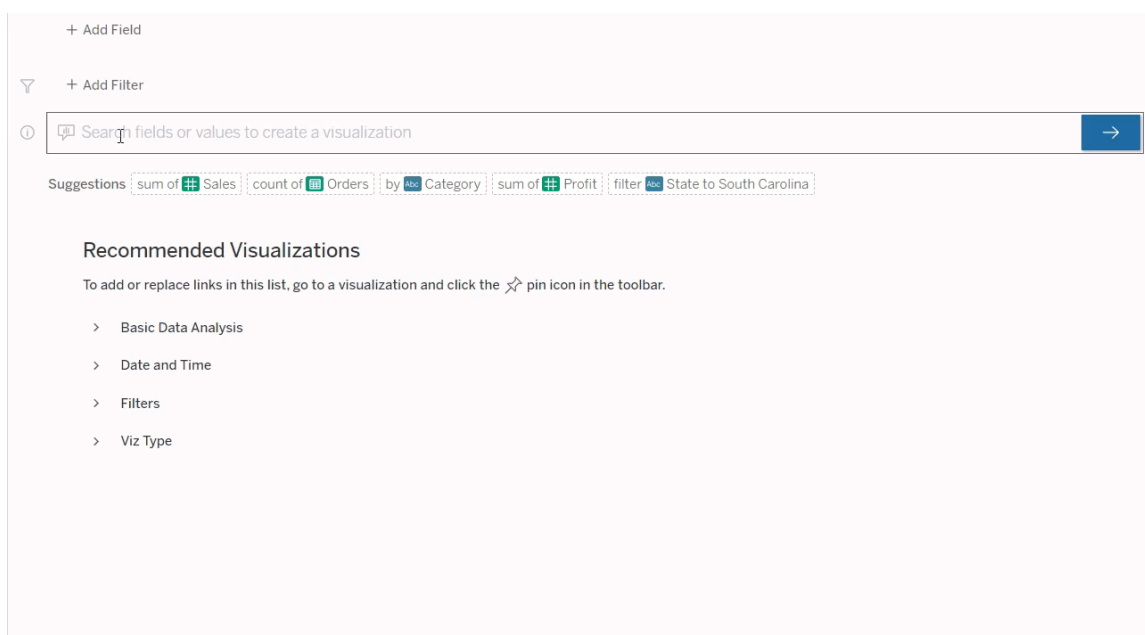 + Add Field
+ Add Filter
Search fields or values to create a visualization
Suggestions sum of # Sales count of Orders by Abc Category sum of # Profit filter Abc State to South Carolina
Recommended Visualizations
To add or replace links in this list, go to a visualization and click the pin icon in the toolbar.
Basic Data Analysis
Date and Time
Filters
Viz Type